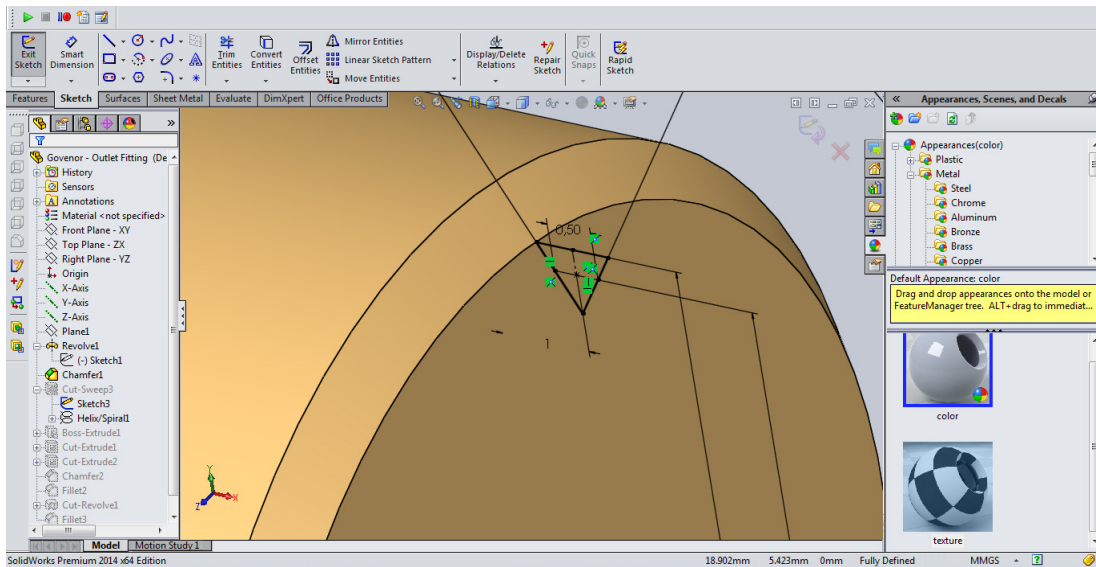 Exit Sketch
Smart Dimension
Trim Entities
Convert Entities
Offset Entities
Mirror Entities
Linear Sketch Pattern
Move Entities
Display/Delete Relations
Repair Sketch
Quick Snaps
Rapid Sketch
Features Sketch Surfaces Sheet Metal Evaluate DimXpert Office Products
« Appearances, Scenes, and Decals
»
Govenor - Outlet Fitting (De
History
Sensors
Annotations
Material <not specified>
Front Plane - XY
Top Plane - ZX
Right Plane - YZ
Origin
X-Axis
Y-Axis
Z-Axis
Plane1
Revolve1
(-) Sketch1
Chamfer1
Cut-Sweep3
Sketch3
Helix/Spiral1
Boss-Extrude1
Cut-Extrude1
Cut-Extrude2
Chamfer2
Fillet2
Cut-Revolve1
Fillet3
0,50
1
Y
X
Z
Appearances(color)
Plastic
Metal
Steel
Chrome
Aluminum
Bronze
Brass
Copper
Default Appearance: color
Drag and drop appearances onto the model or
FeatureManager tree. ALT+drag to immediat...
color
texture
Model Motion Study 1
SolidWorks Premium 2014 x64 Edition
18.902mm 5.423mm 0mm Fully Defined MMGS